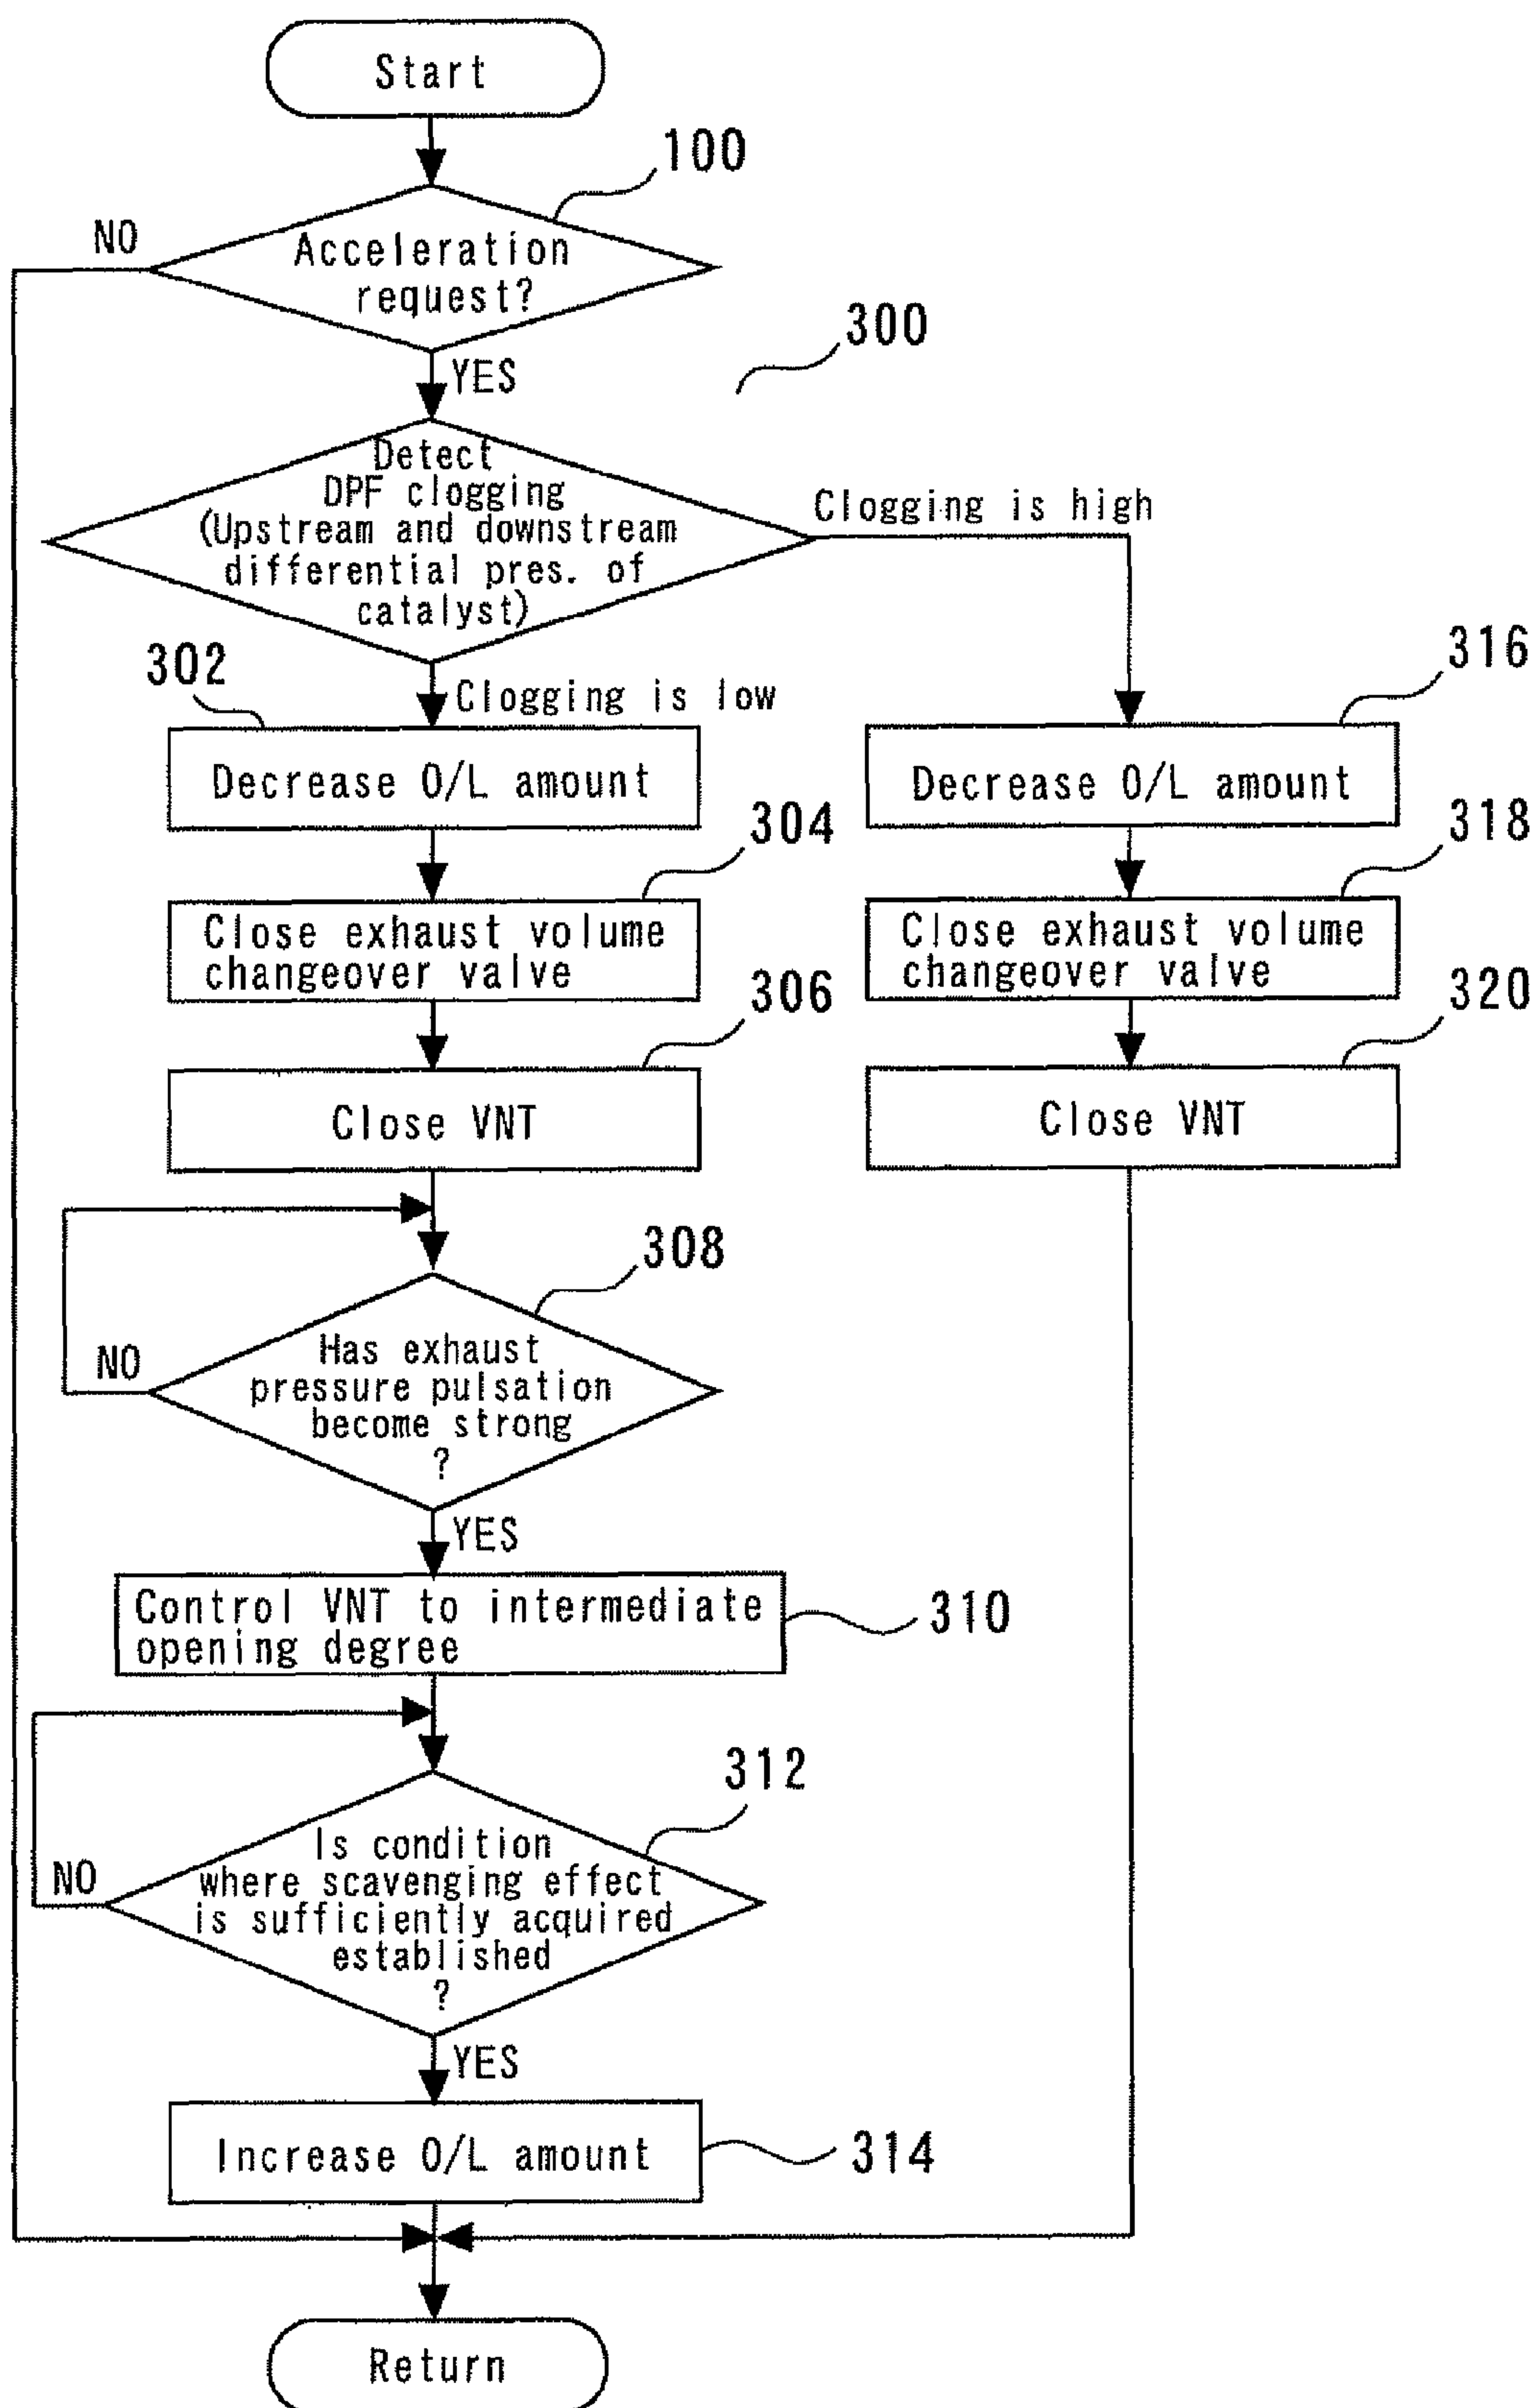 Start
100
NO
Acceleration
request?
300
YES
Detect
DPF clogging
(Upstream and downstream
differential pres. of
catalyst)
Clogging is high
302
Clogging is low
316
Decrease O/L amount
Decrease O/L amount
304
318
Close exhaust volume
changeover valve
Close exhaust volume
changeover valve
306
320
Close VNT
Close VNT
308
NO
Has exhaust
pressure pulsation
become strong
?
YES
Control VNT to intermediate
opening degree
310
312
NO
Is condition
where scavenging effect
is sufficiently acquired
established
?
YES
Increase O/L amount
314
Return